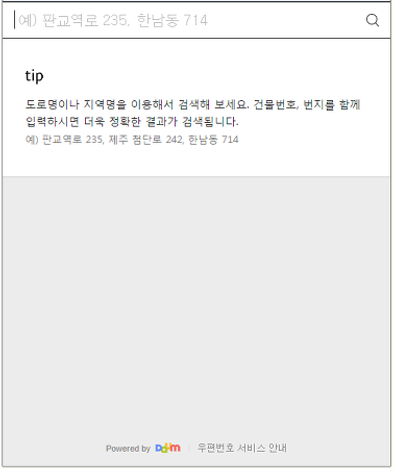 예) 판교역로 235, 한남동 714
tip
도로명이나 지역명을 이용해서 검색해 보세요. 건물번호, 번지를 함께
입력하시면 더욱 정확한 결과가 검색됩니다.
예) 판교역로 235, 제주 첨단로 242, 한남동 714
Powered by Daum | 우편번호 서비스 안내